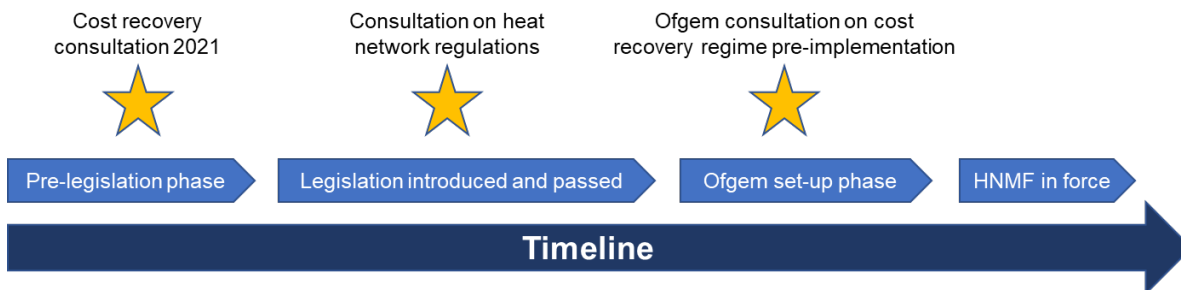 Cost recovery
consultation 2021
Consultation on heat
network regulations
Ofgem consultation on cost
recovery regime pre-implementation
Pre-legislation phase
Legislation introduced and passed
Ofgem set-up phase
HNMF in force
Timeline